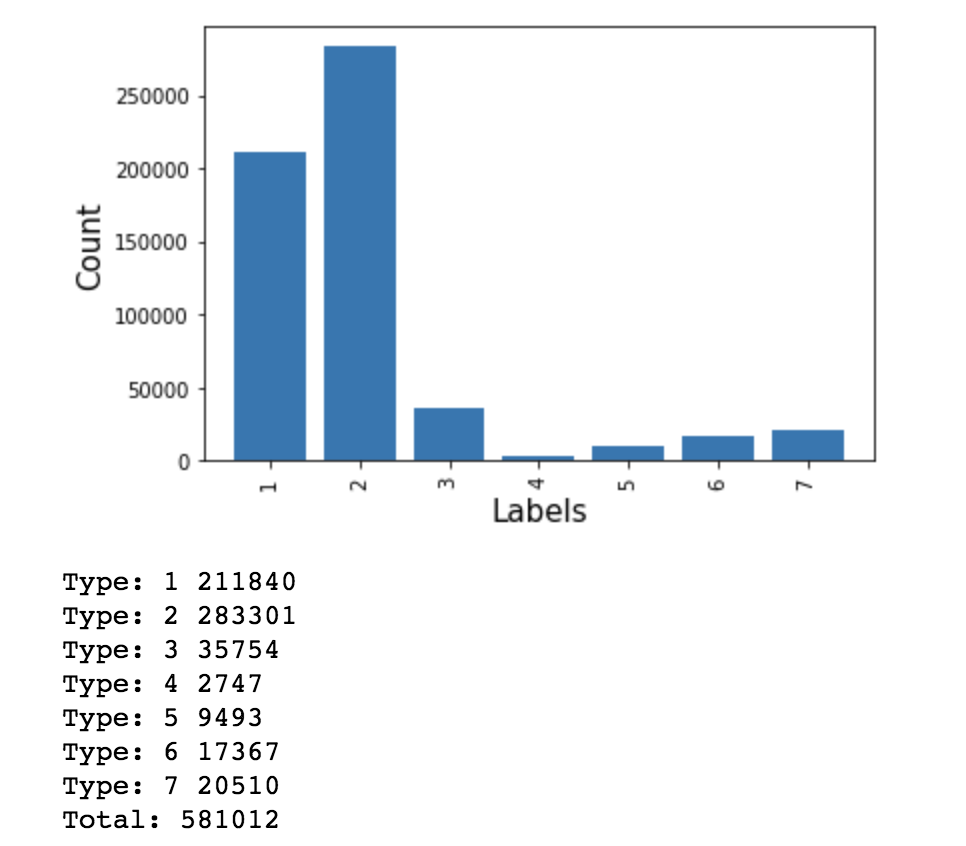 250000
200000
150000
100000
50000
0
Count
1 2 3 4 5 6 7
Labels
Type: 1 211840
Type: 2 283301
Type: 3 35754
Type: 4 2747
Type: 5 9493
Type: 6 17367
Type: 7 20510
Total: 581012